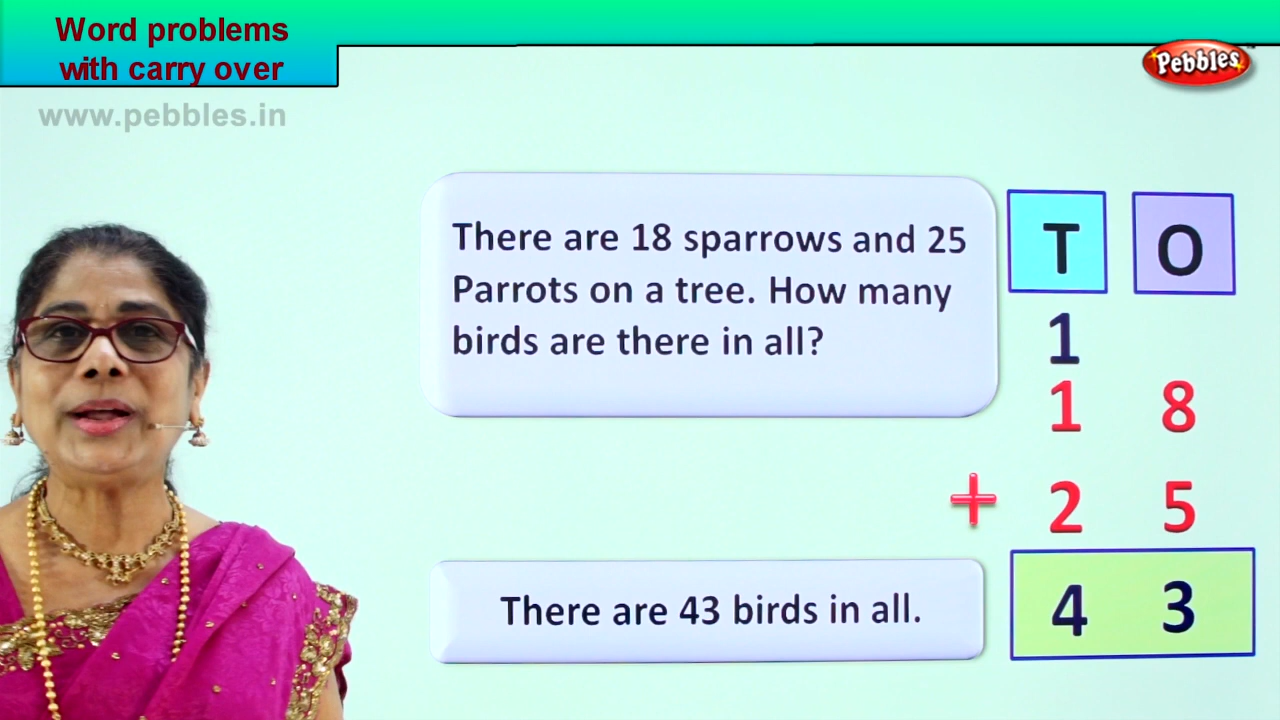 Word problems
with carry over
www.pebbles.in
Pebbles
There are 18 sparrows and 25
Parrots on a tree. How many
birds are there in all?
T O
1
1 8
+ 2 5
4 3
There are 43 birds in all.